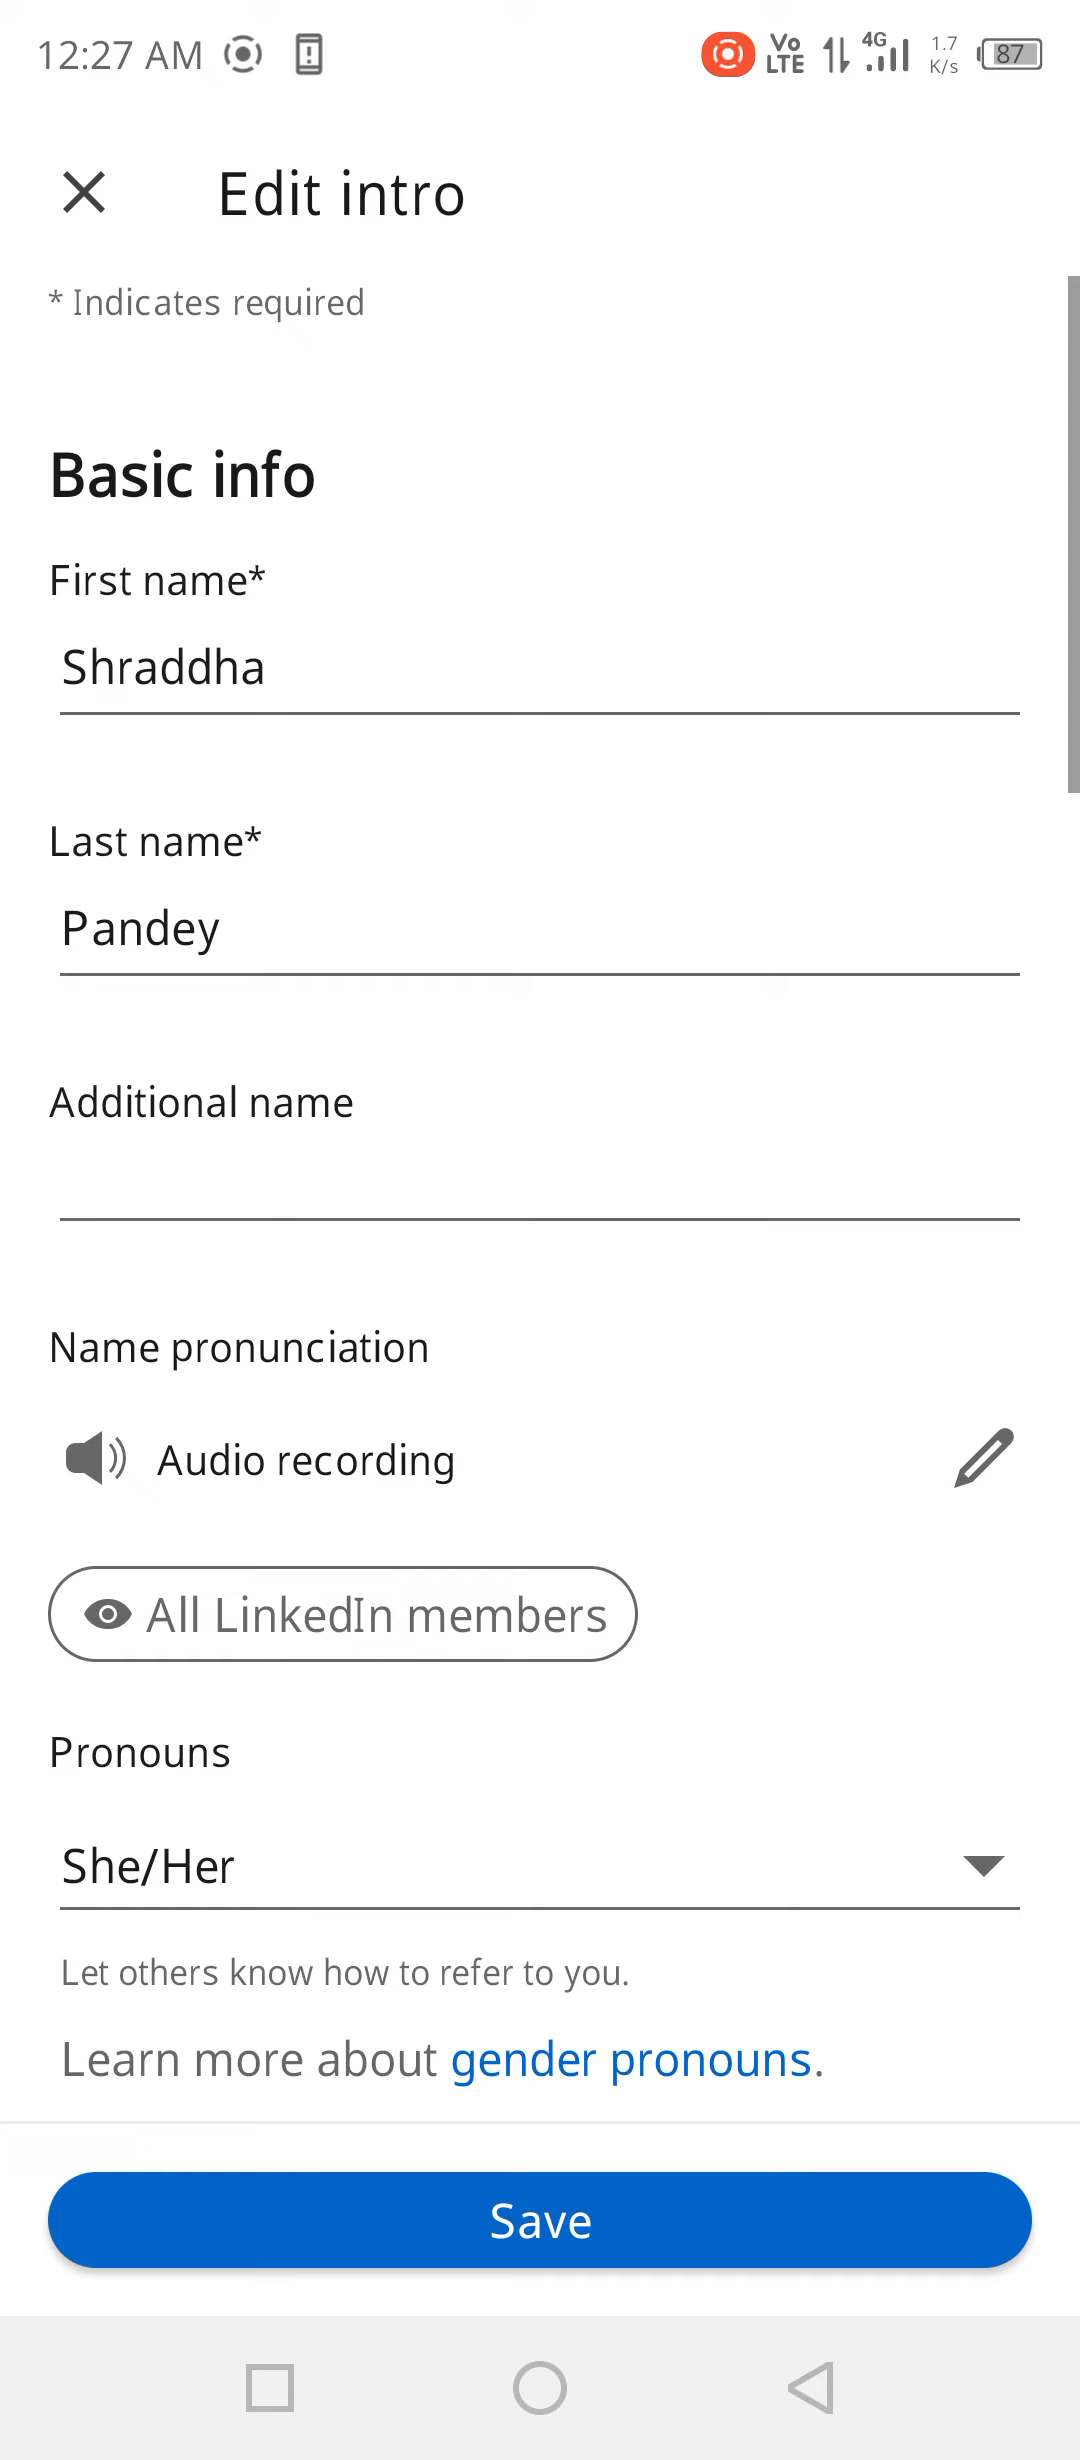 12:27 AM Vo LTE 4G 1.7 K/s 87
Edit intro
* Indicates required
Basic info
First name*
Shraddha
Last name*
Pandey
Additional name
Name pronunciation
Audio recording
All LinkedIn members
Pronouns
She/Her
Let others know how to refer to you.
Learn more about gender pronouns.
Save